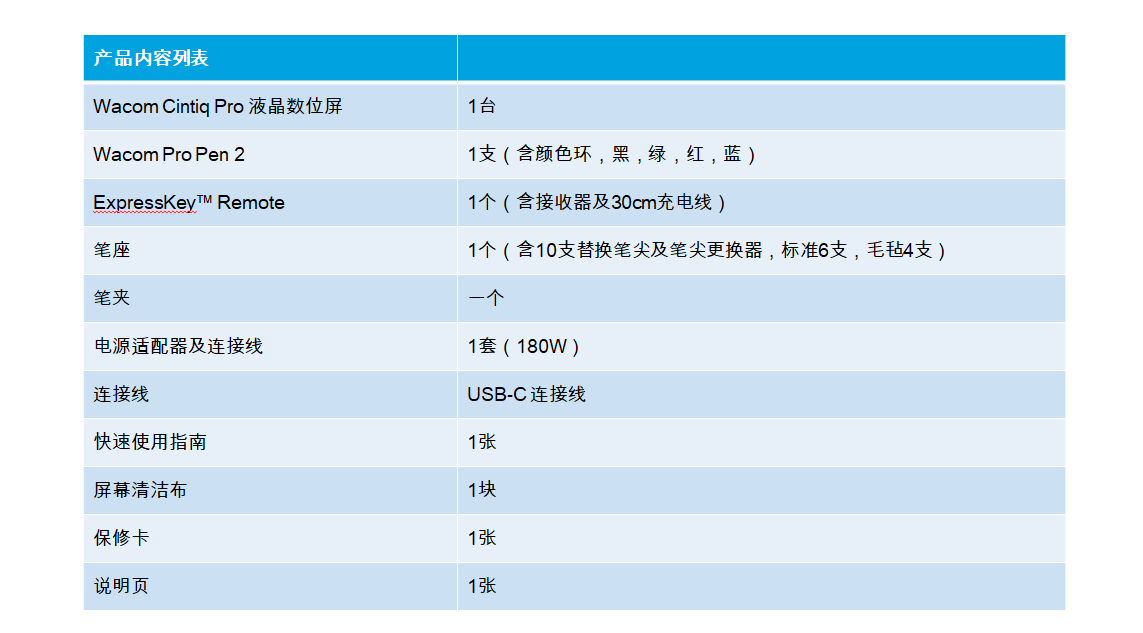 产品内容列表
Wacom Cintiq Pro 液晶数位屏 1台
Wacom Pro Pen 2 1支（含颜色环，黑，绿，红，蓝）
ExpressKey™ Remote 1个（含接收器及30cm充电线）
笔座 1个（含10支替换笔尖及笔尖更换器，标准6支，毛毡4支）
笔夹 一个
电源适配器及连接线 1套（180W）
连接线 USB-C 连接线
快速使用指南 1张
屏幕清洁布 1块
保修卡 1张
说明页 1张